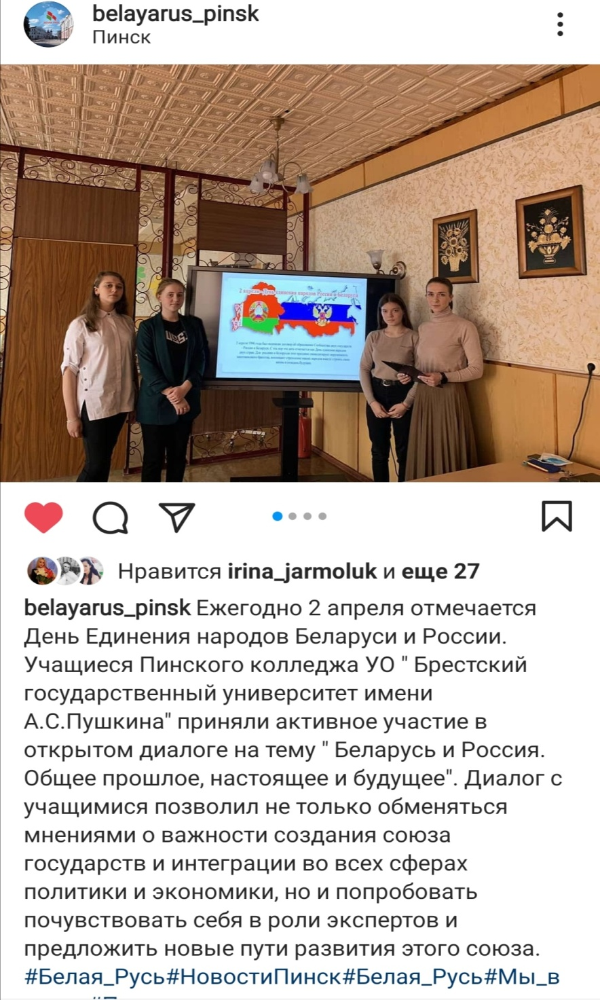 belayarus_pinsk
Пинск
2 апреля - День единения народов России и Беларуси
Нравится irina_jarmoluk и еще 27
belayarus_pinsk Ежегодно 2 апреля отмечается
День Единения народов Беларуси и России.
Учащиеся Пинского колледжа УО " Брестский
государственный университет имени
А.С.Пушкина" приняли активное участие в
открытом диалоге на тему " Беларусь и Россия.
Общее прошлое, настоящее и будущее". Диалог с
учащимися позволил не только обменяться
мнениями о важности создания союза
государств и интеграции во всех сферах
политики и экономики, но и попробовать
почувствовать себя в роли экспертов и
предложить новые пути развития этого союза.
#Белая_Русь#НовостиПинск#Белая_Русь#Мы_в